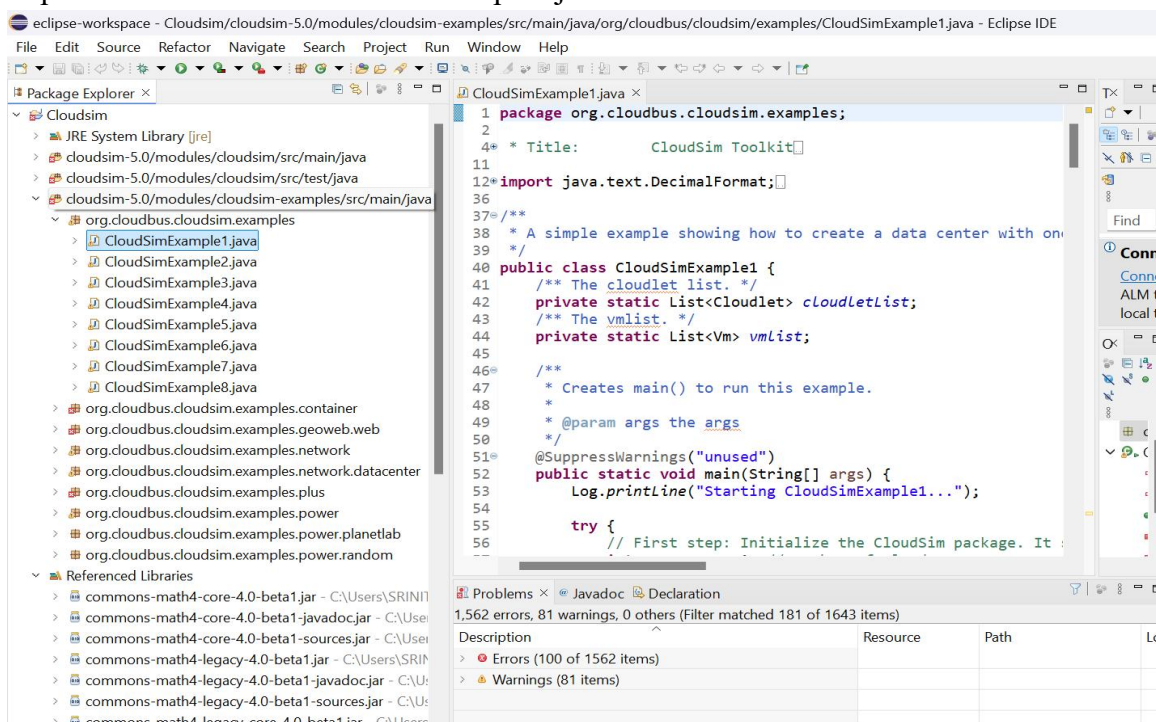 eclipse-workspace - Cloudsim/cloudsim-5.0/modules/cloudsim-examples/src/main/java/org/cloudbus/cloudsim/examples/CloudSimExample1.java - Eclipse IDE
File Edit Source Refactor Navigate Search Project Run Window Help
Package Explorer
Cloudsim
JRE System Library [jre]
cloudsim-5.0/modules/cloudsim/src/main/java
cloudsim-5.0/modules/cloudsim/src/test/java
cloudsim-5.0/modules/cloudsim-examples/src/main/java
org.cloudbus.cloudsim.examples
CloudSimExample1.java
CloudSimExample2.java
CloudSimExample3.java
CloudSimExample4.java
CloudSimExample5.java
CloudSimExample6.java
CloudSimExample7.java
CloudSimExample8.java
org.cloudbus.cloudsim.examples.container
org.cloudbus.cloudsim.examples.geoweb.web
org.cloudbus.cloudsim.examples.network
org.cloudbus.cloudsim.examples.network.datacenter
org.cloudbus.cloudsim.examples.plus
org.cloudbus.cloudsim.examples.power
org.cloudbus.cloudsim.examples.power.planetlab
org.cloudbus.cloudsim.examples.power.random
Referenced Libraries
commons-math4-core-4.0-beta1.jar - C:\Users\SRINIT
commons-math4-core-4.0-beta1-javadoc.jar - C:\User
commons-math4-core-4.0-beta1-sources.jar - C:\User
commons-math4-legacy-4.0-beta1.jar - C:\Users\SRIN
commons-math4-legacy-4.0-beta1-javadoc.jar - C:\Us
commons-math4-legacy-4.0-beta1-sources.jar - C:\Us
commons-math4-legacy-core-4.0-beta1.jar - C:\Users
CloudSimExample1.java
1 package org.cloudbus.cloudsim.examples;
2
4 * Title: CloudSim Toolkit
11
12 import java.text.DecimalFormat;
36
37 /**
38 * A simple example showing how to create a data center with one
39 */
40 public class CloudSimExample1 {
41 /** The cloudlet list. */
42 private static List<Cloudlet> cloudletList;
43 /** The vmlist. */
44 private static List<Vm> vmlist;
45
46 /**
47 * Creates main() to run this example.
48 *
49 * @param args the args
50 */
51 @SuppressWarnings("unused")
52 public static void main(String[] args) {
53 Log.printLine("Starting CloudSimExample1...");
54
55 try {
56 // First step: Initialize the CloudSim package. It
Find
Conn
Conne
ALM t
local t
Problems Javadoc Declaration
1,562 errors, 81 warnings, 0 others (Filter matched 181 of 1643 items)
Description Resource Path Lo
Errors (100 of 1562 items)
Warnings (81 items)